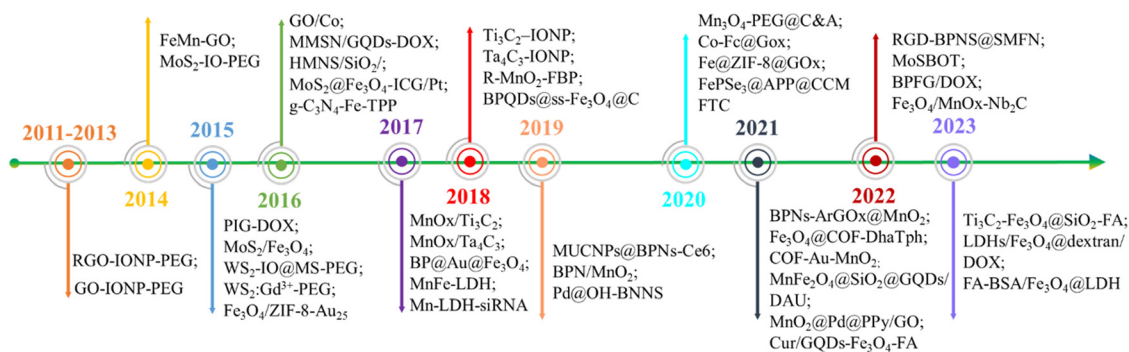 2011-2013
RGO-IONP-PEG;
GO-IONP-PEG
FeMn-GO;
MoS₂-IO-PEG
2014
2015
PIG-DOX;
MoS₂/Fe₃O₄;
WS₂-IO@MS-PEG;
WS₂:Gd³⁺-PEG;
Fe₃O₄/ZIF-8-Au₂₅
GO/Co;
MMSN/GQDs-DOX;
HMNS/SiO₂/;
MoS₂@Fe₃O₄-ICG/Pt;
g-C₃N₄-Fe-TPP
2016
2017
MnOx/Ti₃C₂;
MnOx/Ta₄C₃;
BP@Au@Fe₃O₄;
MnFe-LDH;
Mn-LDH-siRNA
Ti₃C₂–IONP;
Ta₄C₃-IONP;
R-MnO₂-FBP;
BPQDs@ss-Fe₃O₄@C
2018
2019
MUCNPs@BPNs-Ce6;
BPN/MnO₂;
Pd@OH-BNNS
Mn₃O₄-PEG@C&A;
Co-Fc@Gox;
Fe@ZIF-8@GOx;
FePSe₃@APP@CCM
FTC
2020
2021
BPNs-ArGOx@MnO₂;
Fe₃O₄@COF-DhaTph;
COF-Au-MnO₂;
MnFe₂O₄@SiO₂@GQDs/
DAU;
MnO₂@Pd@PPy/GO;
Cur/GQDs-Fe₃O₄-FA
RGD-BPNS@SMFN;
MoSBOT;
BPFG/DOX;
Fe₃O₄/MnOx-Nb₂C
2022
2023
Ti₃C₂-Fe₃O₄@SiO₂-FA;
LDHs/Fe₃O₄@dextran/
DOX;
FA-BSA/Fe₃O₄@LDH